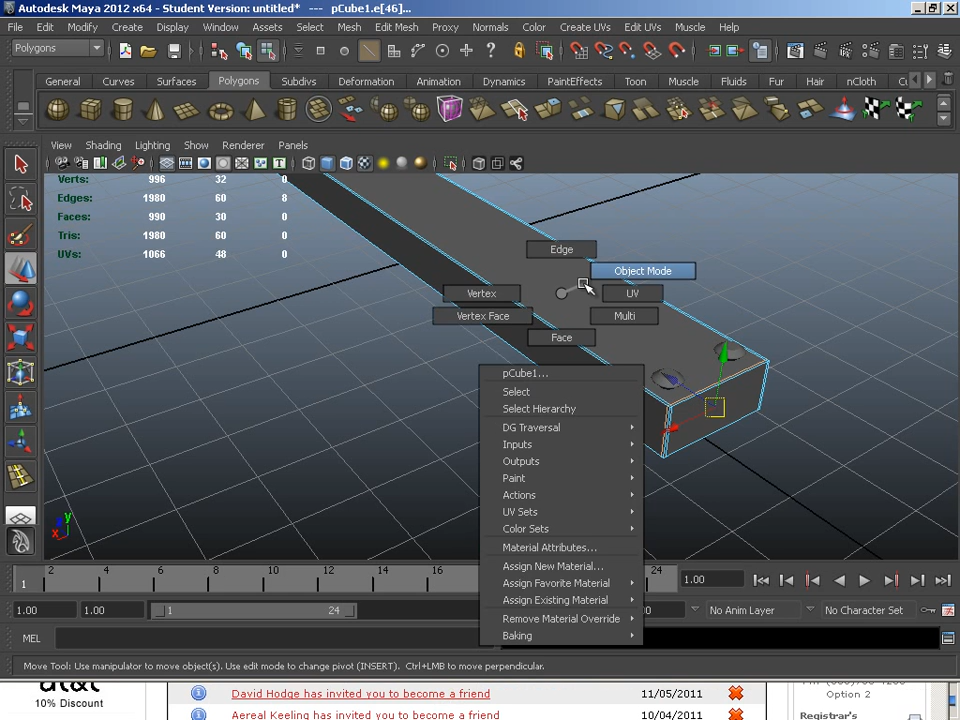 Autodesk Maya 2012 x64 - Student Version: untitled* --- pCube1.e[46]...
File Edit Modify Create Display Window Assets Select Mesh Edit Mesh Proxy Normals Color Create UVs Edit UVs Muscle Help
Polygons
General Curves Surfaces Polygons Subdivs Deformation Animation Dynamics PaintEffects Toon Muscle Fluids Fur Hair nCloth
View Shading Lighting Show Renderer Panels
Verts: 996 32 0
Edges: 1980 60 8
Faces: 990 30 0
Tris: 1980 60 0
UVs: 1066 48 0
Edge
Object Mode
Vertex UV
Vertex Face Multi
Face
pCube1...
Select
Select Hierarchy
DG Traversal
Inputs
Outputs
Paint
Actions
UV Sets
Color Sets
Material Attributes...
Assign New Material...
Assign Favorite Material
Assign Existing Material
Remove Material Override
Baking
y
x
2 4 6 8 10 12 14 16 24
1 1.00
1.00 1.00 1 24 No Anim Layer No Character Set
MEL
Move Tool: Use manipulator to move object(s). Use edit mode to change pivot (INSERT). Ctrl+LMB to move perpendicular.
at&t
10% Discount
David Hodge has invited you to become a friend 11/05/2011
Aereal Keeling has invited you to become a friend 10/04/2011
Option 2
Registrar's